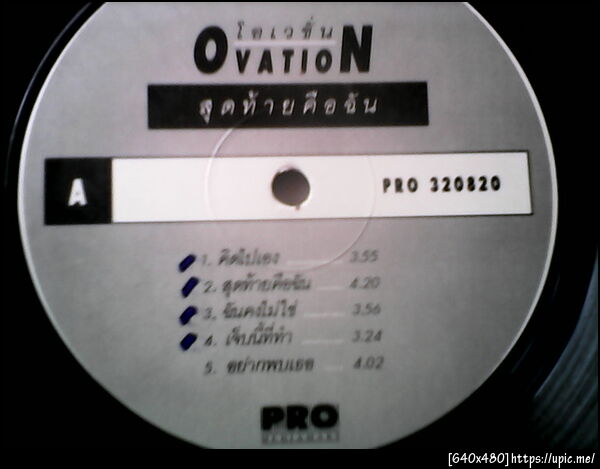 โอเวชั่น
OVATION
สุดท้ายคือฉัน
A PRO 320820
1. คิดไปเอง 3.55
2. สุดท้ายคือฉัน 4.20
3. ฉันคงไม่ใช่ 3.56
4. เจ็บนี้ที่ทำ 3.24
5. อย่ากพบเธอ 4.02
PRO
[640x480]https://upic.me/